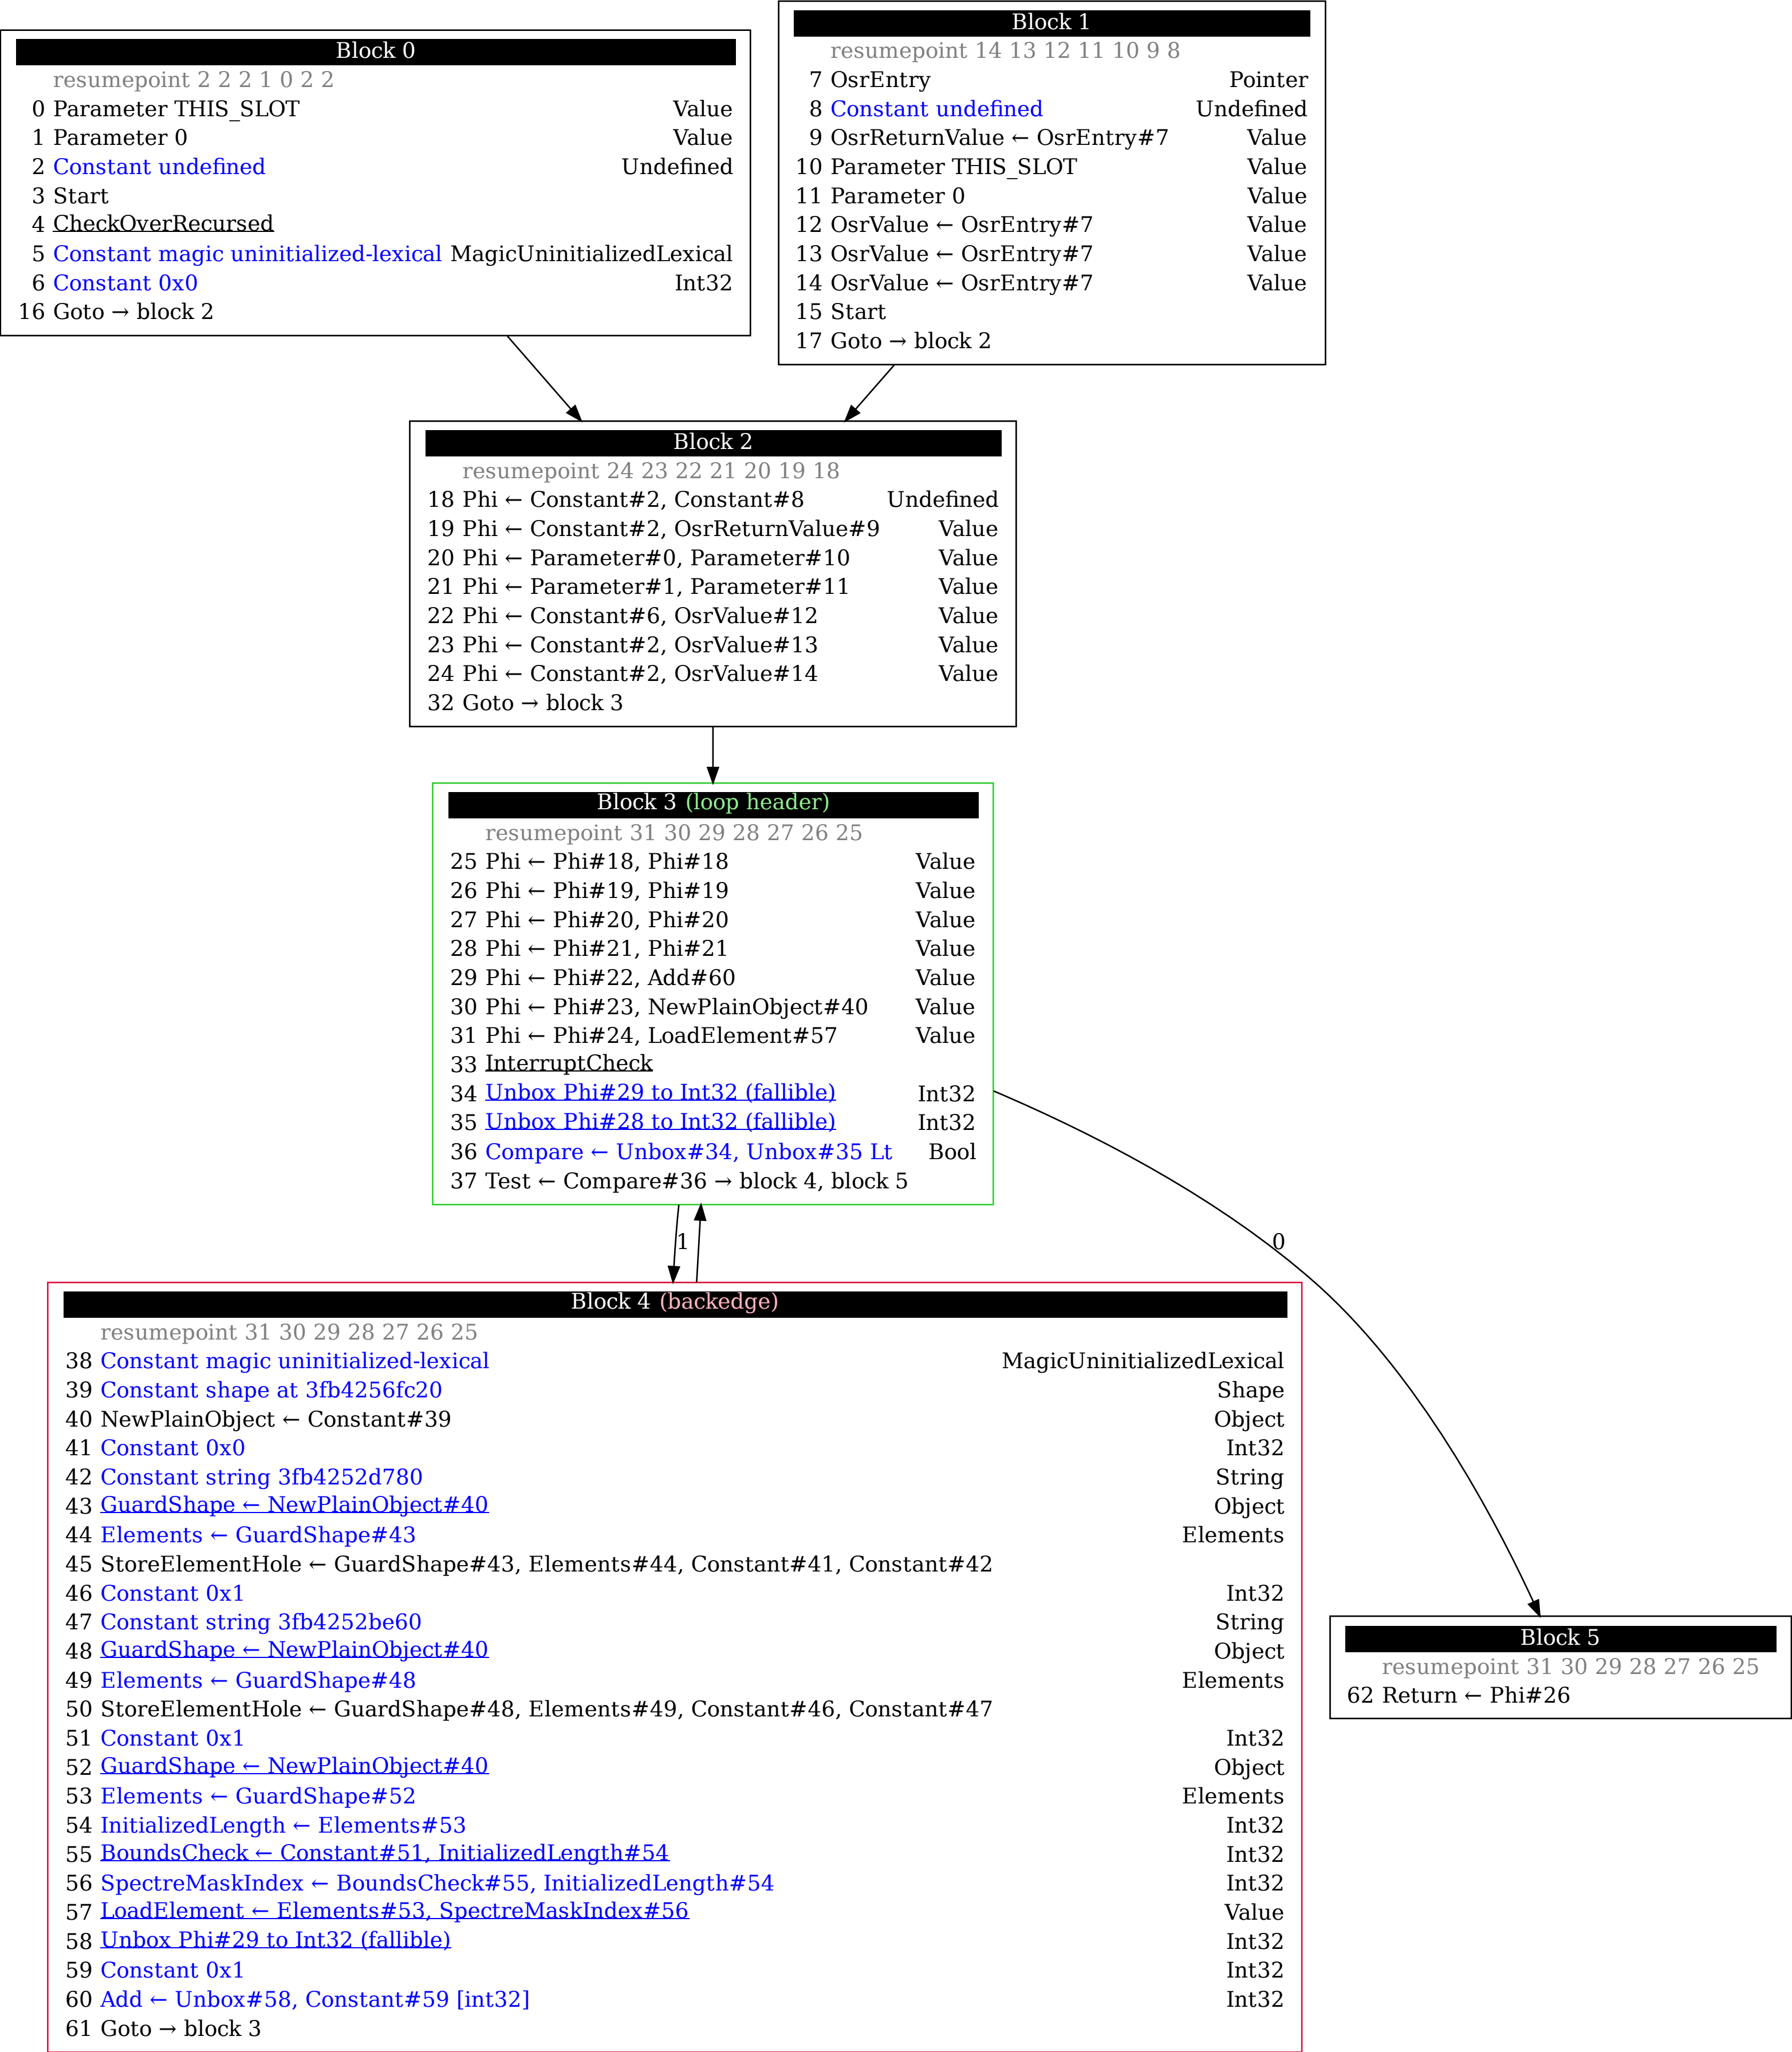 Block 0
resumepoint 2 2 2 1 0 2 2
0 Parameter THIS_SLOT Value
1 Parameter 0 Value
2 Constant undefined Undefined
3 Start
4 CheckOverRecursed
5 Constant magic uninitialized-lexical MagicUninitializedLexical
6 Constant 0x0 Int32
16 Goto → block 2
Block 1
resumepoint 14 13 12 11 10 9 8
7 OsrEntry Pointer
8 Constant undefined Undefined
9 OsrReturnValue ← OsrEntry#7 Value
10 Parameter THIS_SLOT Value
11 Parameter 0 Value
12 OsrValue ← OsrEntry#7 Value
13 OsrValue ← OsrEntry#7 Value
14 OsrValue ← OsrEntry#7 Value
15 Start
17 Goto → block 2
Block 2
resumepoint 24 23 22 21 20 19 18
18 Phi ← Constant#2, Constant#8 Undefined
19 Phi ← Constant#2, OsrReturnValue#9 Value
20 Phi ← Parameter#0, Parameter#10 Value
21 Phi ← Parameter#1, Parameter#11 Value
22 Phi ← Constant#6, OsrValue#12 Value
23 Phi ← Constant#2, OsrValue#13 Value
24 Phi ← Constant#2, OsrValue#14 Value
32 Goto → block 3
Block 3 (loop header)
resumepoint 31 30 29 28 27 26 25
25 Phi ← Phi#18, Phi#18 Value
26 Phi ← Phi#19, Phi#19 Value
27 Phi ← Phi#20, Phi#20 Value
28 Phi ← Phi#21, Phi#21 Value
29 Phi ← Phi#22, Add#60 Value
30 Phi ← Phi#23, NewPlainObject#40 Value
31 Phi ← Phi#24, LoadElement#57 Value
33 InterruptCheck
34 Unbox Phi#29 to Int32 (fallible) Int32
35 Unbox Phi#28 to Int32 (fallible) Int32
36 Compare ← Unbox#34, Unbox#35 Lt Bool
37 Test ← Compare#36 → block 4, block 5
1
0
Block 4 (backedge)
resumepoint 31 30 29 28 27 26 25
38 Constant magic uninitialized-lexical MagicUninitializedLexical
39 Constant shape at 3fb4256fc20 Shape
40 NewPlainObject ← Constant#39 Object
41 Constant 0x0 Int32
42 Constant string 3fb4252d780 String
43 GuardShape ← NewPlainObject#40 Object
44 Elements ← GuardShape#43 Elements
45 StoreElementHole ← GuardShape#43, Elements#44, Constant#41, Constant#42
46 Constant 0x1 Int32
47 Constant string 3fb4252be60 String
48 GuardShape ← NewPlainObject#40 Object
49 Elements ← GuardShape#48 Elements
50 StoreElementHole ← GuardShape#48, Elements#49, Constant#46, Constant#47
51 Constant 0x1 Int32
52 GuardShape ← NewPlainObject#40 Object
53 Elements ← GuardShape#52 Elements
54 InitializedLength ← Elements#53 Int32
55 BoundsCheck ← Constant#51, InitializedLength#54 Int32
56 SpectreMaskIndex ← BoundsCheck#55, InitializedLength#54 Int32
57 LoadElement ← Elements#53, SpectreMaskIndex#56 Value
58 Unbox Phi#29 to Int32 (fallible) Int32
59 Constant 0x1 Int32
60 Add ← Unbox#58, Constant#59 [int32] Int32
61 Goto → block 3
Block 5
resumepoint 31 30 29 28 27 26 25
62 Return ← Phi#26